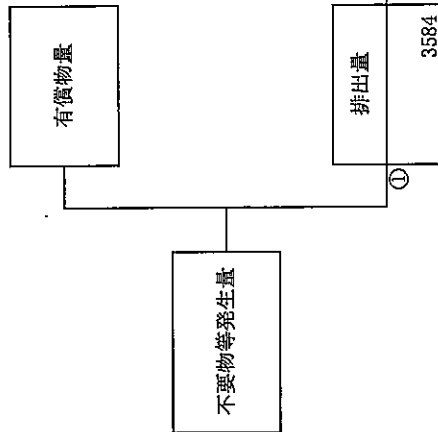 有償物量
不要物等発生量
排出量
①
3584